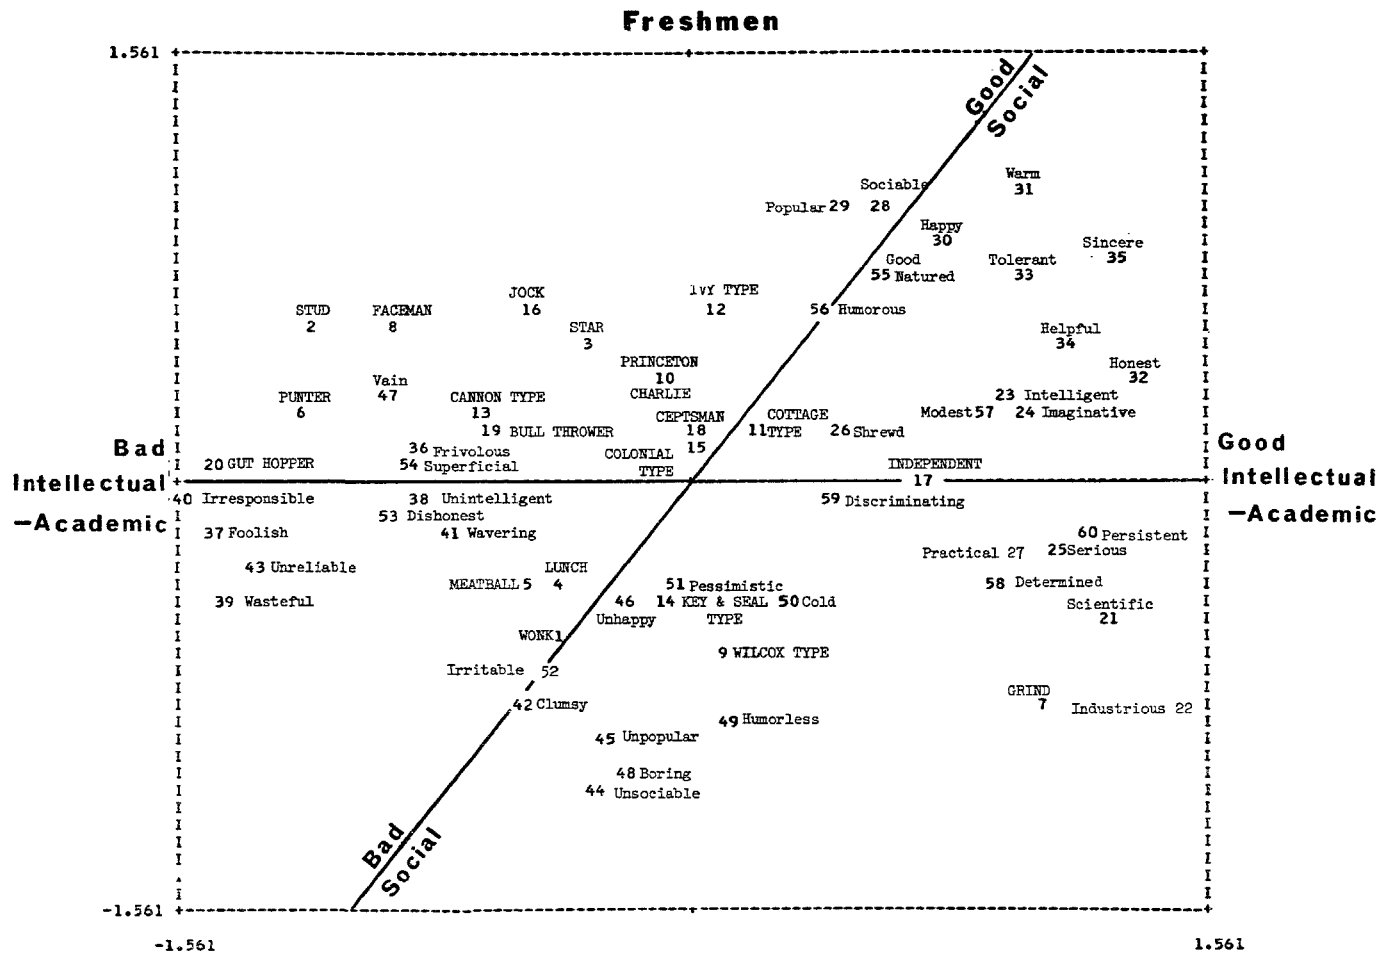 Freshmen
1.561
Good
Social
Warm
31
Sociable
Popular 29 28
Happy
30
Sincere
35
Good
55 Natured
Tolerant
33
JOCK
16
IVY TYPE
12
STUD
2
FACEMAN
8
56 Humorous
STAR
3
Helpful
34
PRINCETON
10
CHARLIE
Honest
32
Vain
47
PUNTER
6
CANNON TYPE
13
23 Intelligent
Modest 57 24 Imaginative
CEPTSMAN
18
COTTAGE
11 TYPE
26 Shrewd
19 BULL THROWER
15
COLONIAL
TYPE
36 Frivolous
54 Superficial
20 GUT HOPPER
INDEPENDENT
17
Bad
Intellectual
-Academic
Good
Intellectual
-Academic
40 Irresponsible
38 Unintelligent
59 Discriminating
53 Dishonest
37 Foolish
41 Wavering
60 Persistent
Practical 27
25 Serious
43 Unreliable
LUNCH
4
MEATBALL 5
51 Pessimistic
58 Determined
39 Wasteful
46
Unhappy
14 KEY & SEAL
TYPE
50 Cold
Scientific
21
WONK 1
9 WILCOX TYPE
Irritable 52
GRIND
7
42 Clumsy
Industrious 22
49 Humorless
45 Unpopular
48 Boring
44 Unsociable
Bad
Social
-1.561
-1.561
1.561